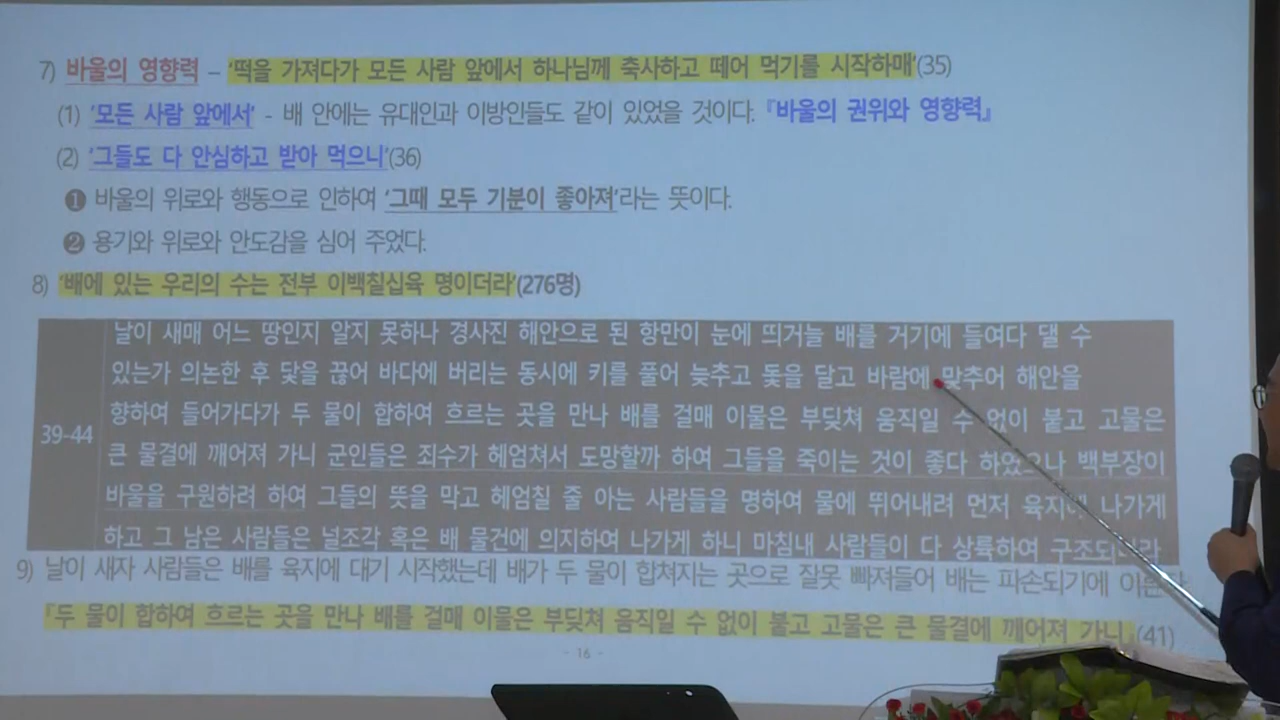 7) 바울의 영향력 – ‘떡을 가져다가 모든 사람 앞에서 하나님께 축사하고 떼어 먹기를 시작하매’(35)
(1) ‘모든 사람 앞에서’ - 배 안에는 유대인과 이방인들도 같이 있었을 것이다. 『바울의 권위와 영향력』
(2) ‘그들도 다 안심하고 받아 먹으니’(36)
❶ 바울의 위로와 행동으로 인하여 ‘그때 모두 기분이 좋아져’라는 뜻이다.
❷ 용기와 위로와 안도감을 심어 주었다.
8) ‘배에 있는 우리의 수는 전부 이백칠십육 명이더라’(276명)
39-44
날이 새매 어느 땅인지 알지 못하나 경사진 해안으로 된 항만이 눈에 띄거늘 배를 거기에 들여다 댈 수
있는가 의논한 후 닻을 끊어 바다에 버리는 동시에 키를 풀어 늦추고 돛을 달고 바람에 맞추어 해안을
향하여 들어가다가 두 물이 합하여 흐르는 곳을 만나 배를 걸매 이물은 부딪쳐 움직일 수 없이 붙고 고물은
큰 물결에 깨어져 가니 군인들은 죄수가 헤엄쳐서 도망할까 하여 그들을 죽이는 것이 좋다 하였으나 백부장이
바울을 구원하려 하여 그들의 뜻을 막고 헤엄칠 줄 아는 사람들을 명하여 물에 뛰어내려 먼저 육지에 나가게
하고 그 남은 사람들은 널조각 혹은 배 물건에 의지하여 나가게 하니 마침내 사람들이 다 상륙하여 구조되니라
9) 날이 새자 사람들은 배를 육지에 대기 시작했는데 배가 두 물이 합쳐지는 곳으로 잘못 빠져들어 배는 파손되기에
『두 물이 합하여 흐르는 곳을 만나 배를 걸매 이물은 부딪쳐 움직일 수 없이 붙고 고물은 큰 물결에 깨어져 가니』(41)
- 16 -